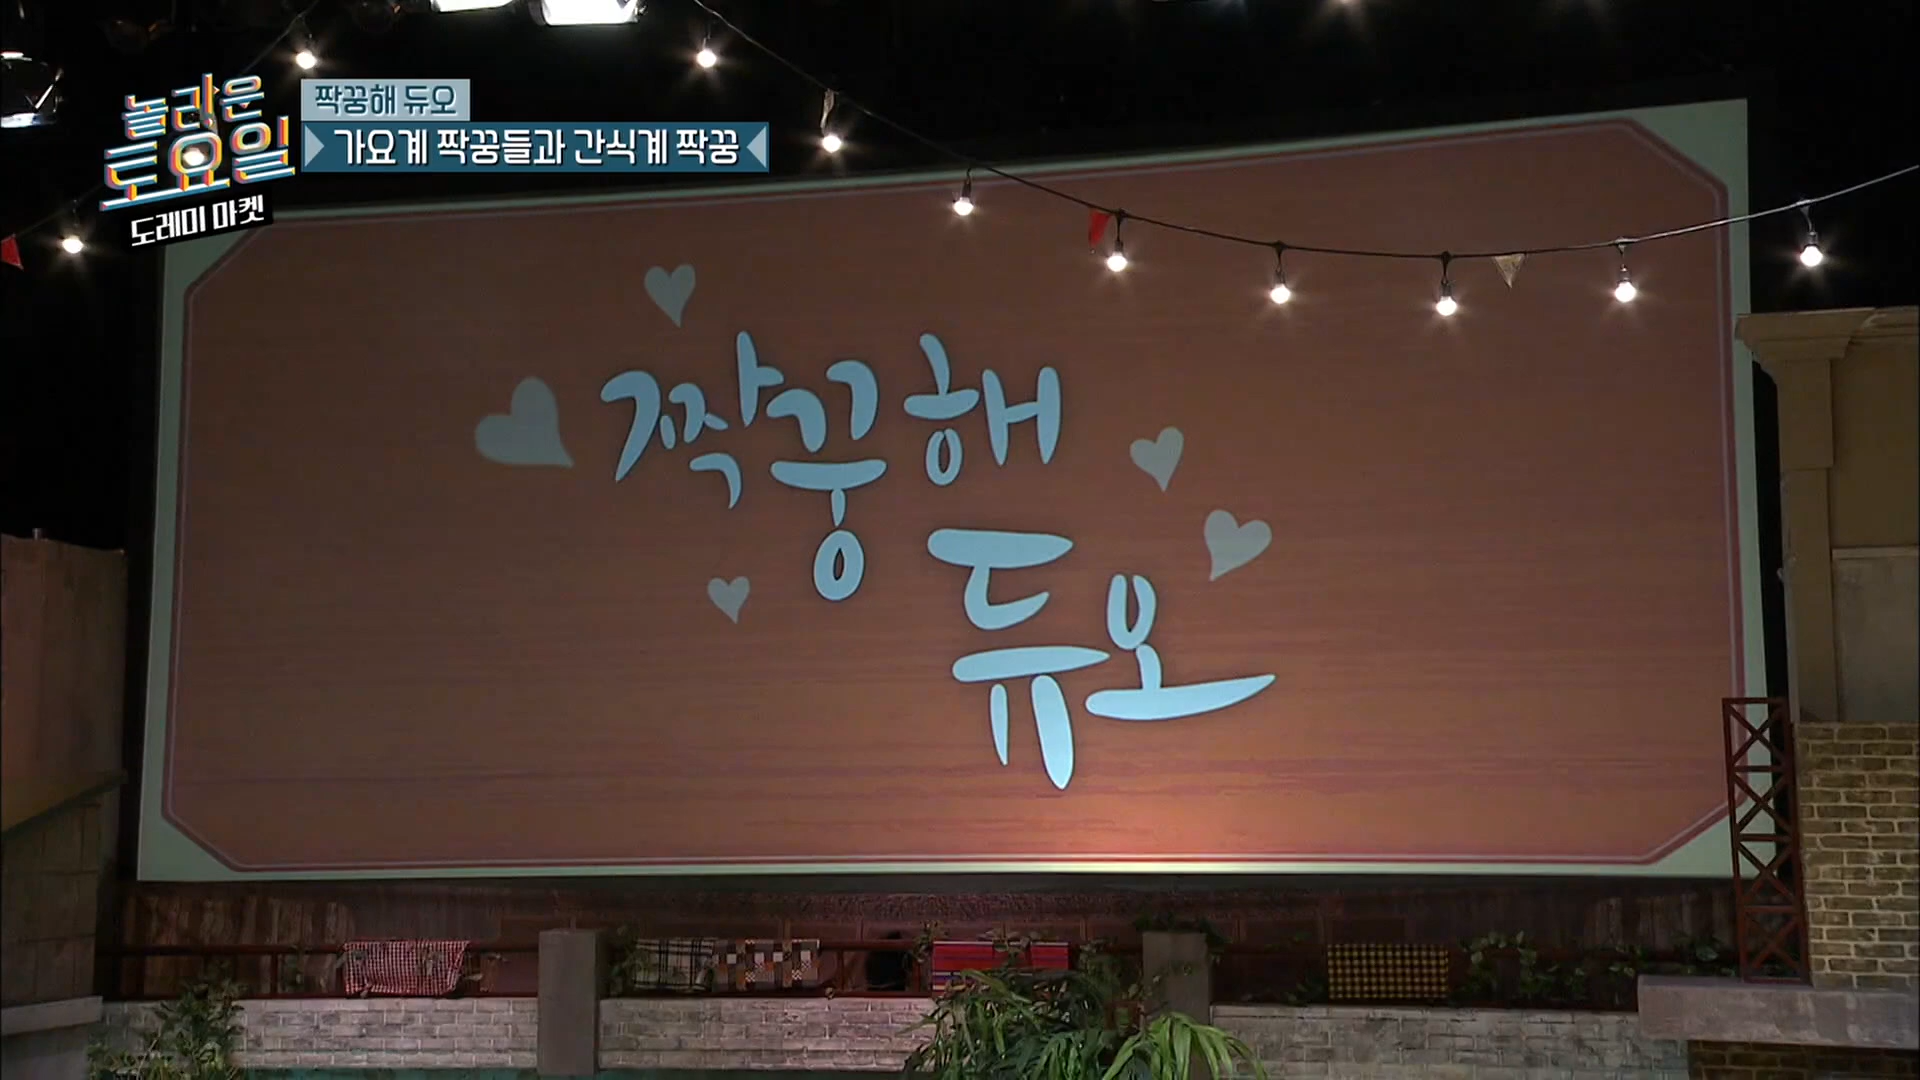 놀라운
토요일
도레미 마켓
짝꿍해 듀오
가요계 짝꿍들과 간식계 짝꿍
짝꿍해
듀오